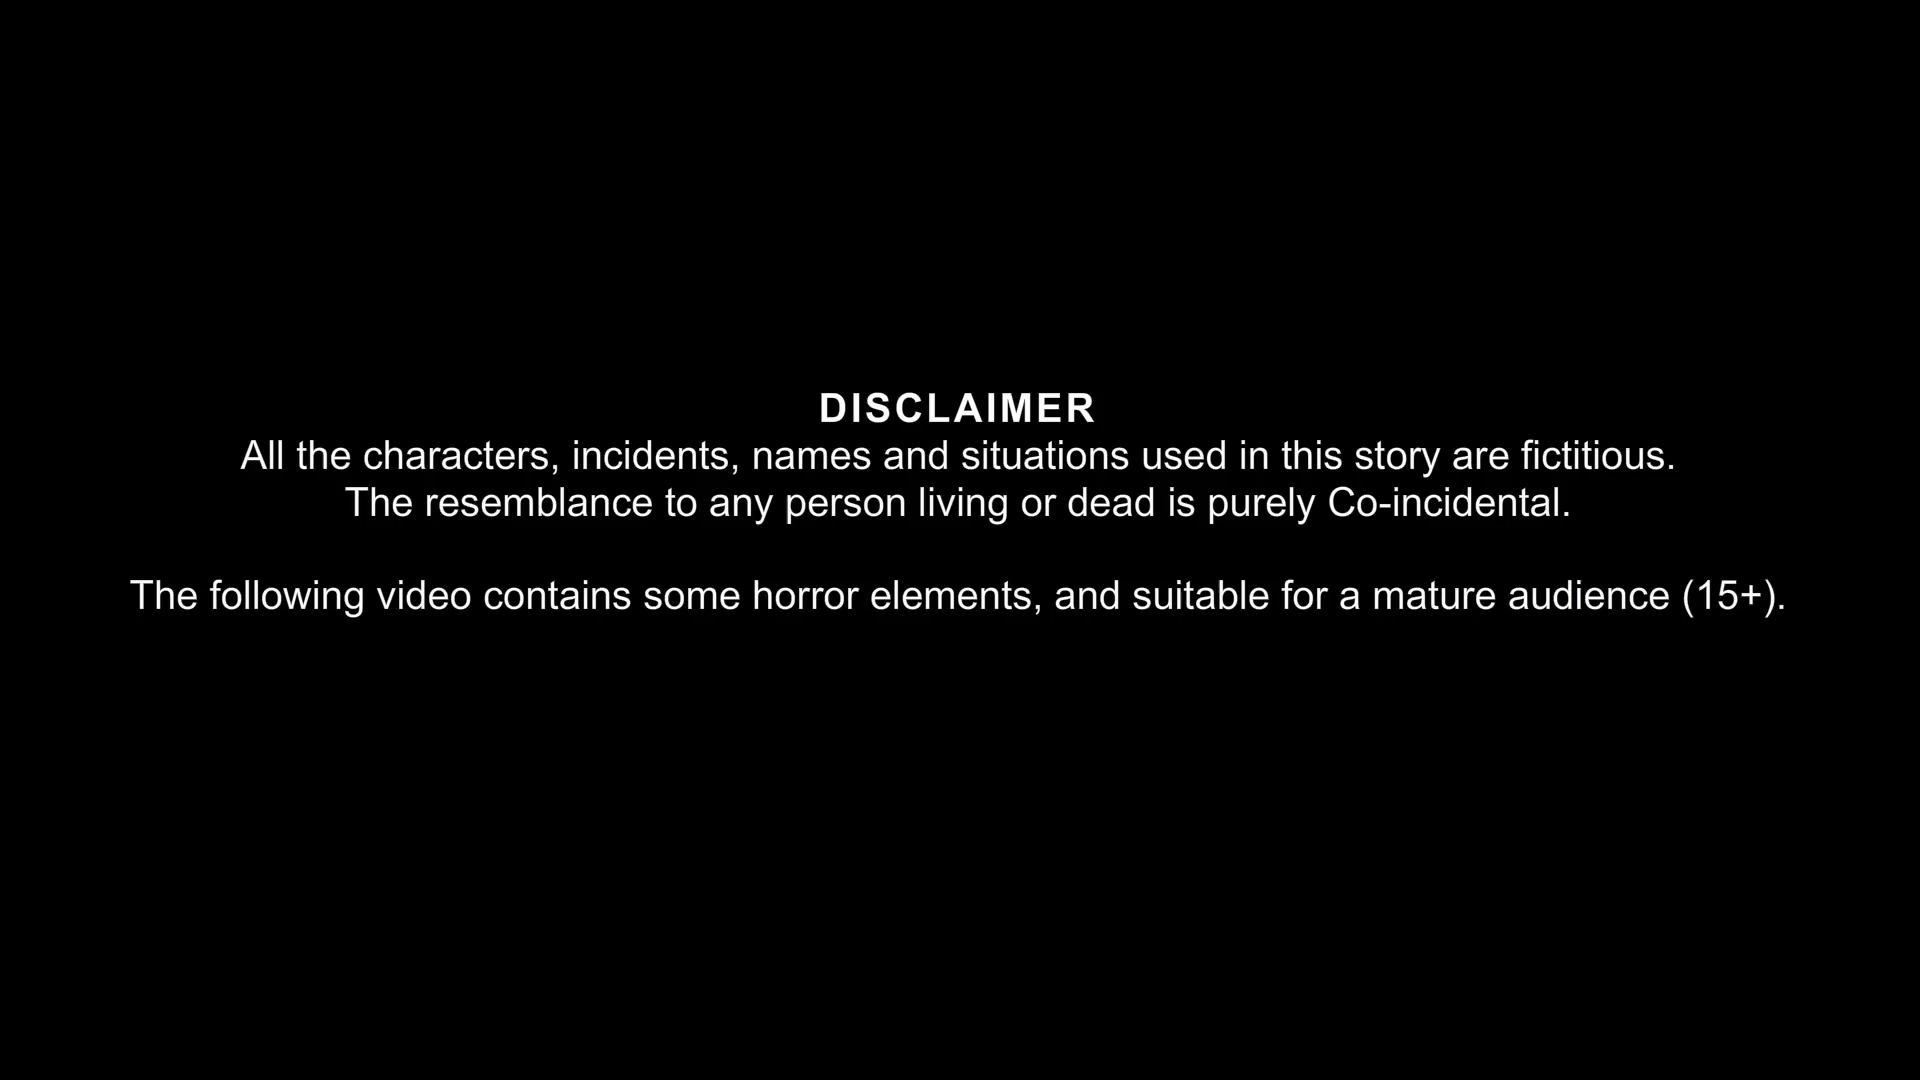 DISCLAIMER
All the characters, incidents, names and situations used in this story are fictitious.
The resemblance to any person living or dead is purely Co-incidental.
The following video contains some horror elements, and suitable for a mature audience (15+).